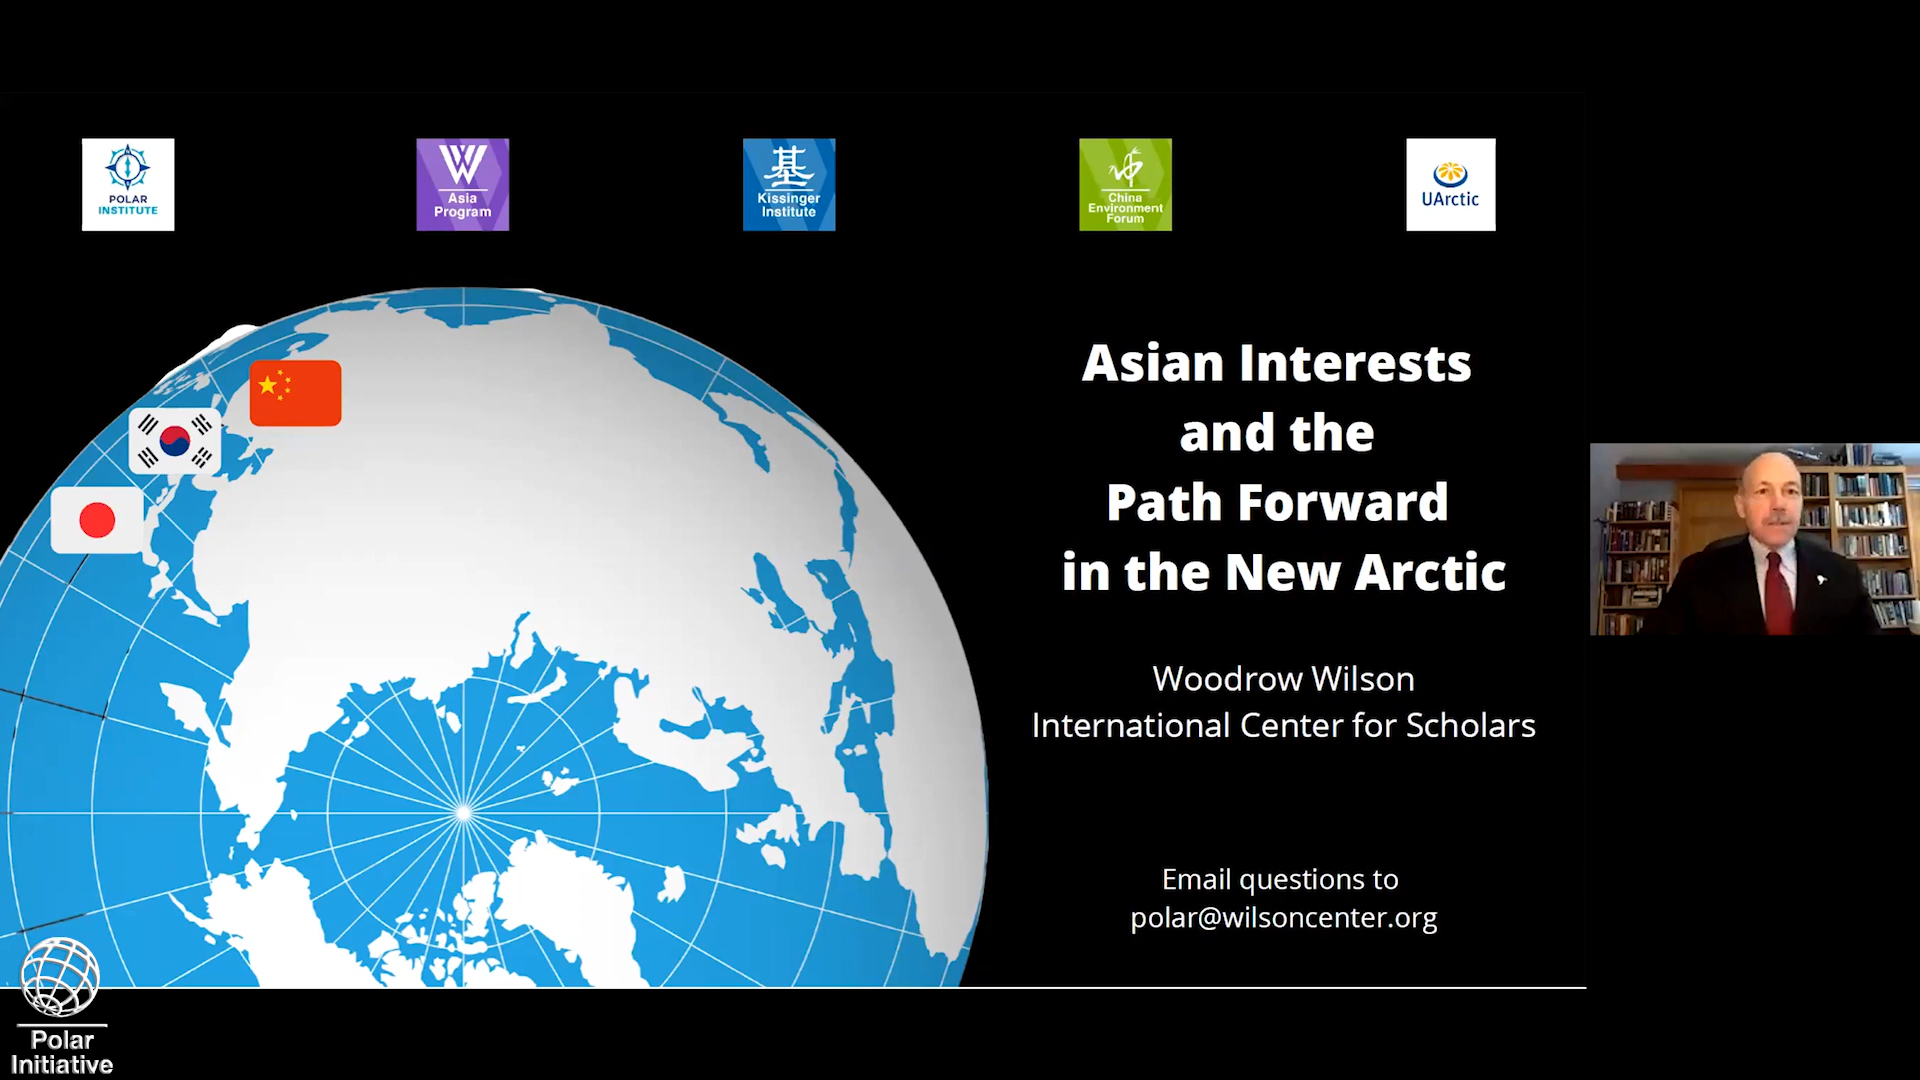 POLAR
INSTITUTE
W
Asia
Program
基
Kissinger
Institute
China
Environment
Forum
UArctic
Asian Interests
and the
Path Forward
in the New Arctic
Woodrow Wilson
International Center for Scholars
Email questions to
polar@wilsoncenter.org
Polar
Initiative